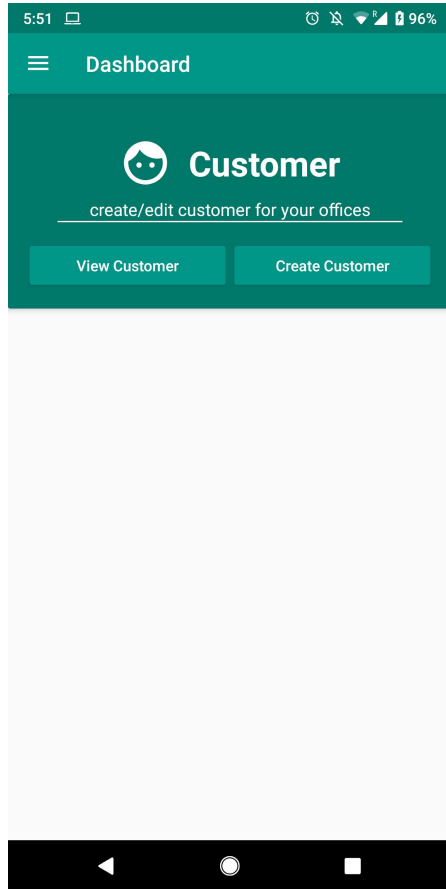 5:51 R 96%
Dashboard
Customer
create/edit customer for your offices
View Customer Create Customer